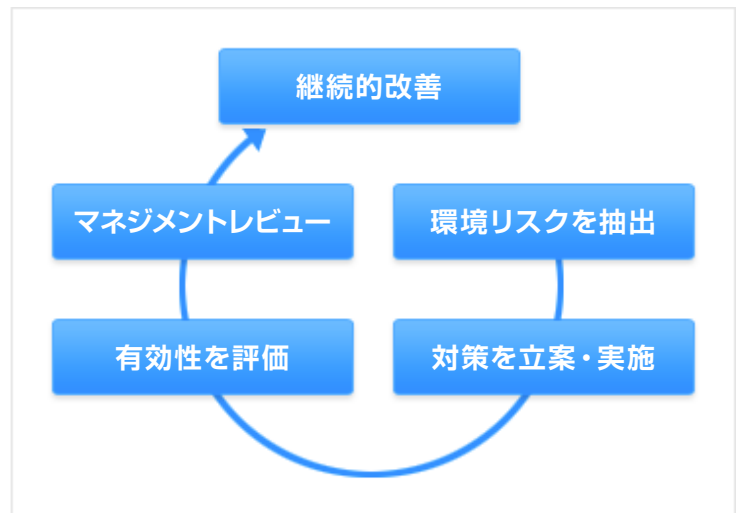 継続的改善
マネジメントレビュー
環境リスクを抽出
有効性を評価
対策を立案・実施